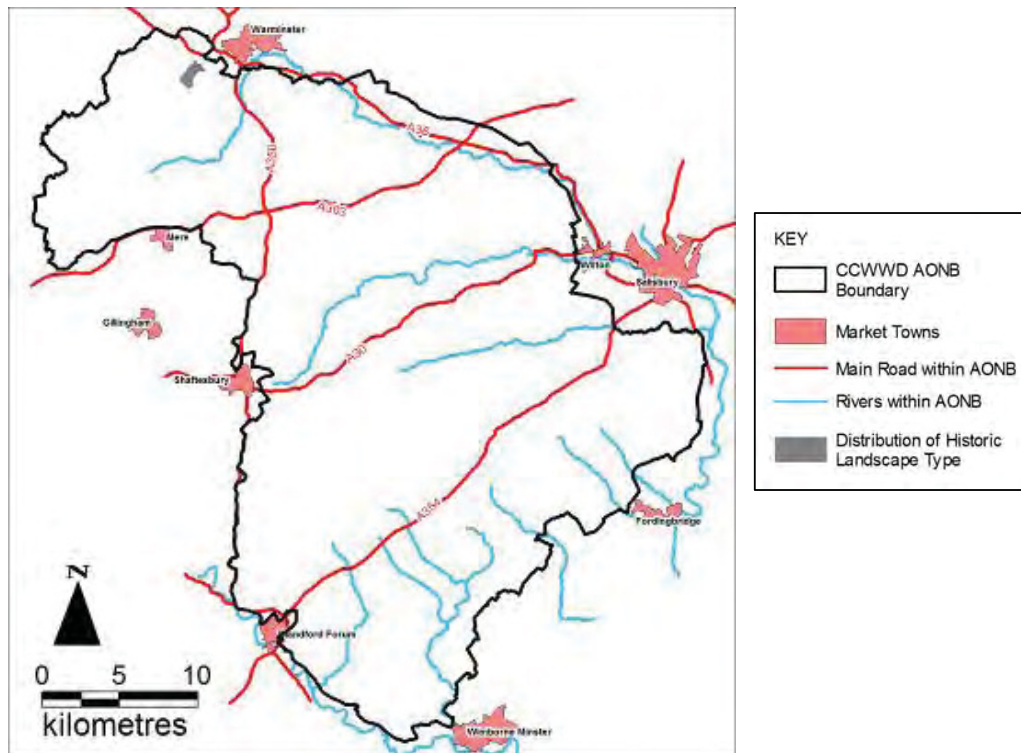 Warminster
A36
A350
A303
Mere
Wilton
Salisbury
Gillingham
A30
Shaftesbury
A354
Fordingbridge
Blandford Forum
Wimborne Minster
N
0 5 10
kilometres
KEY
CCWWD AONB
Boundary
Market Towns
Main Road within AONB
Rivers within AONB
Distribution of Historic
Landscape Type